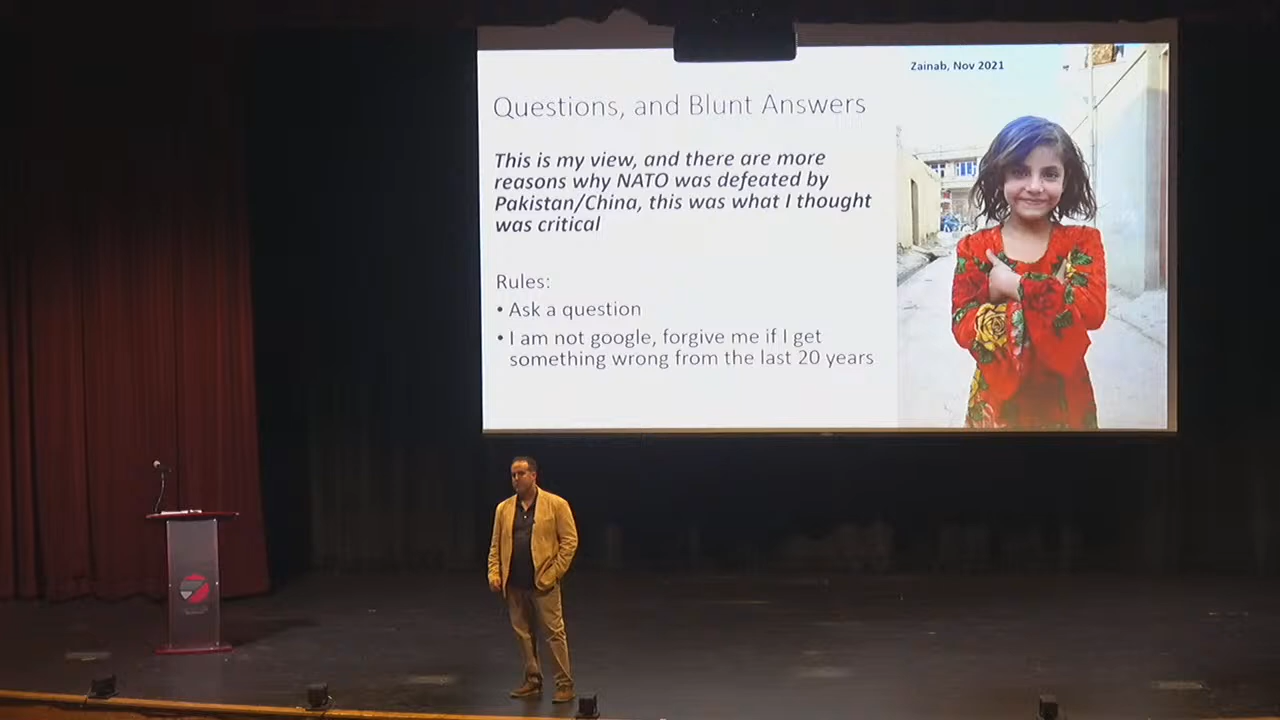 Zainab, Nov 2021
Questions, and Blunt Answers
This is my view, and there are more
reasons why NATO was defeated by
Pakistan/China, this was what I thought
was critical
Rules:
• Ask a question
• I am not google, forgive me if I get
something wrong from the last 20 years